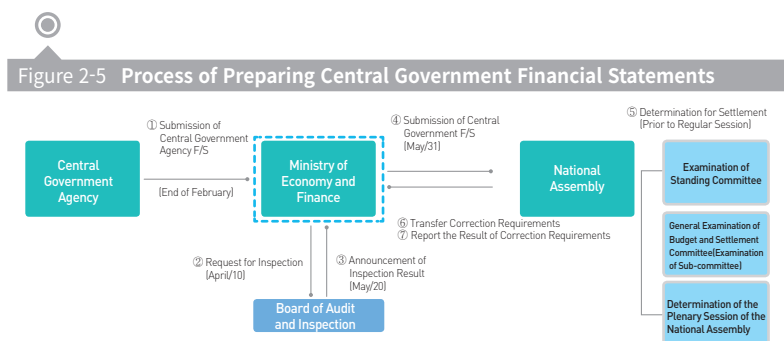 Figure 2-5 Process of Preparing Central Government Financial Statements
① Submission of
Central Government
Agency F/S
(End of February)
Central
Government
Agency
Ministry of
Economy and
Finance
④ Submission of Central
Government F/S
(May/31)
National
Assembly
⑤ Determination for Settlement
(Prior to Regular Session)
Examination of
Standing Committee
General Examination of
Budget and Settlement
Committee(Examination
of Sub-committee)
Determination of the
Plenary Session of the
National Assembly
⑥ Transfer Correction Requirements
⑦ Report the Result of Correction Requirements
② Request for Inspection
(April/10)
③ Announcement of
Inspection Result
(May/20)
Board of Audit
and Inspection